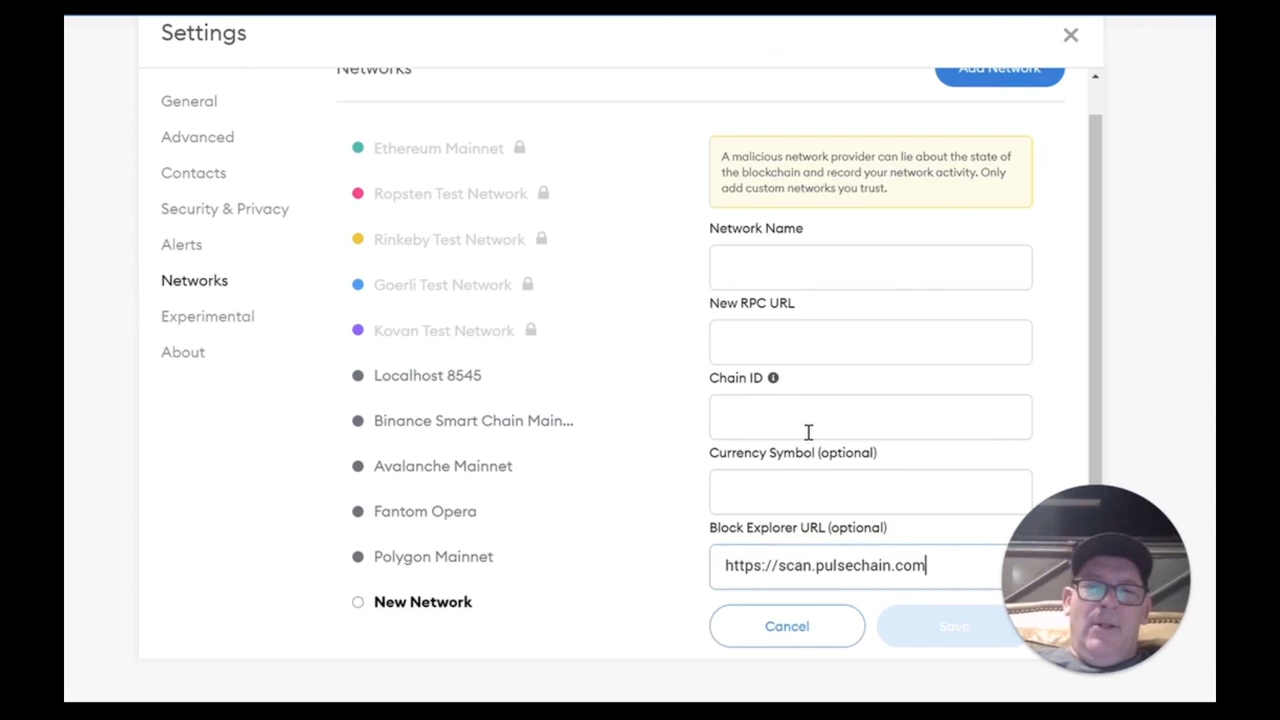 Settings
Networks
Add Network
General
Advanced
Contacts
Security & Privacy
Alerts
Networks
Experimental
About
Ethereum Mainnet
Ropsten Test Network
Rinkeby Test Network
Goerli Test Network
Kovan Test Network
Localhost 8545
Binance Smart Chain Main...
Avalanche Mainnet
Fantom Opera
Polygon Mainnet
New Network
A malicious network provider can lie about the state of
the blockchain and record your network activity. Only
add custom networks you trust.
Network Name
New RPC URL
Chain ID
Currency Symbol (optional)
Block Explorer URL (optional)
https://scan.pulsechain.com
Cancel
Save